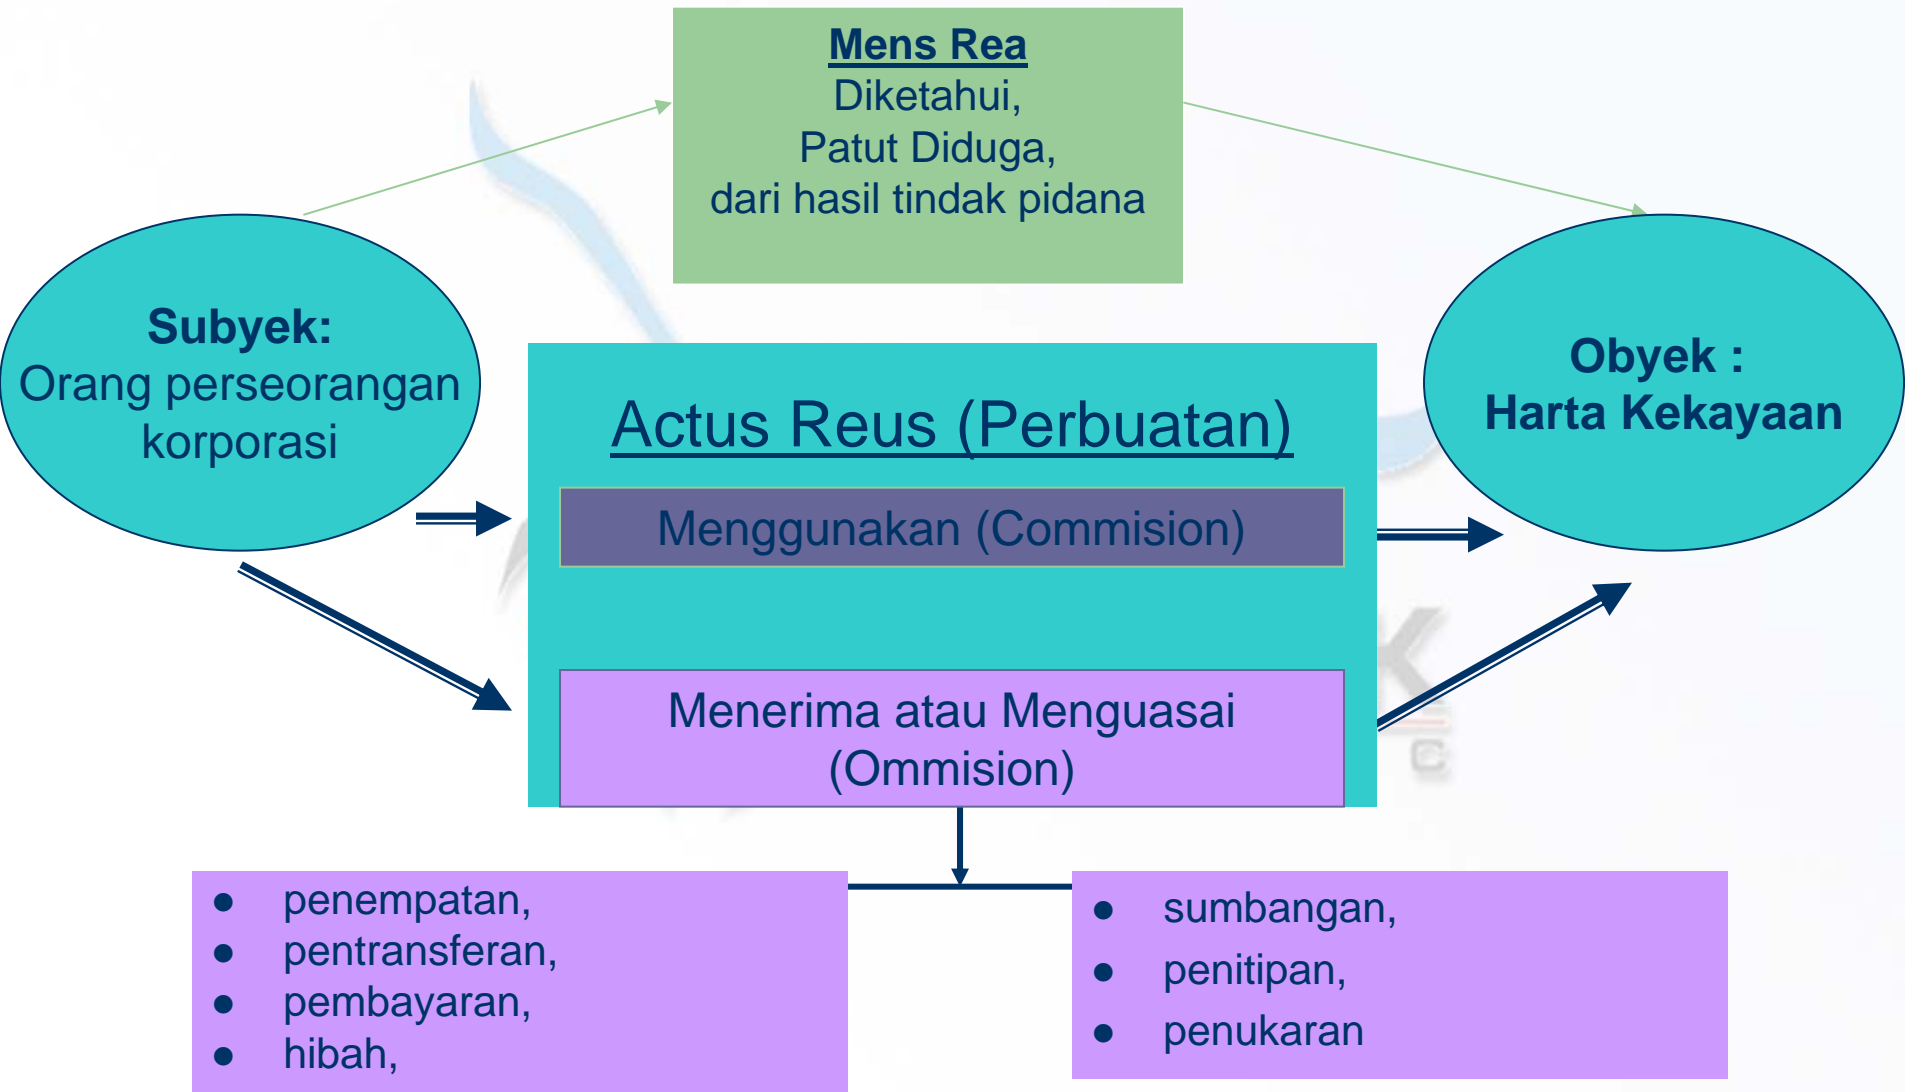 Mens Rea
Diketahui,
Patut Diduga,
dari hasil tindak pidana
Subyek:
Orang perseorangan
korporasi
Actus Reus (Perbuatan)
Menggunakan (Commision)
Menerima atau Menguasai
(Ommision)
Obyek :
Harta Kekayaan
● penempatan,
● pentransferan,
● pembayaran,
● hibah,
● sumbangan,
● penitipan,
● penukaran